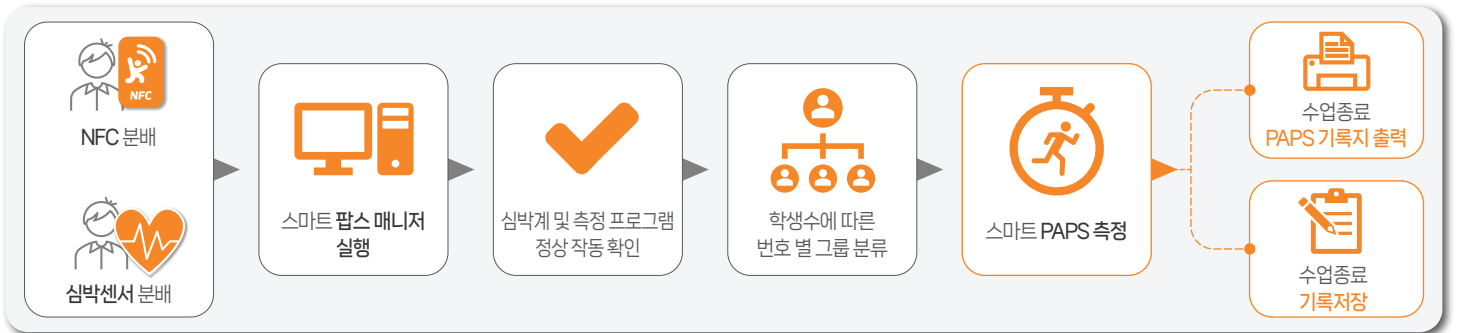 NFC
NFC 분배
심박센서 분배
스마트 팝스 매니저
실행
심박계 및 측정 프로그램
정상 작동 확인
학생수에 따른
번호 별 그룹 분류
스마트 PAPS 측정
수업종료
PAPS 기록지 출력
수업종료
기록저장